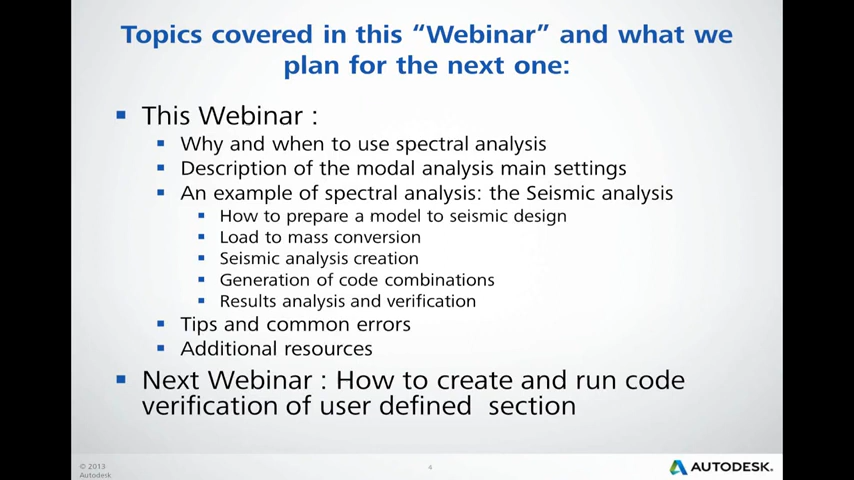 Topics covered in this “Webinar” and what we
plan for the next one:
This Webinar :
Why and when to use spectral analysis
Description of the modal analysis main settings
An example of spectral analysis: the Seismic analysis
How to prepare a model to seismic design
Load to mass conversion
Seismic analysis creation
Generation of code combinations
Results analysis and verification
Tips and common errors
Additional resources
Next Webinar : How to create and run code
verification of user defined  section
© 2013
Autodesk
4
AUTODESK.